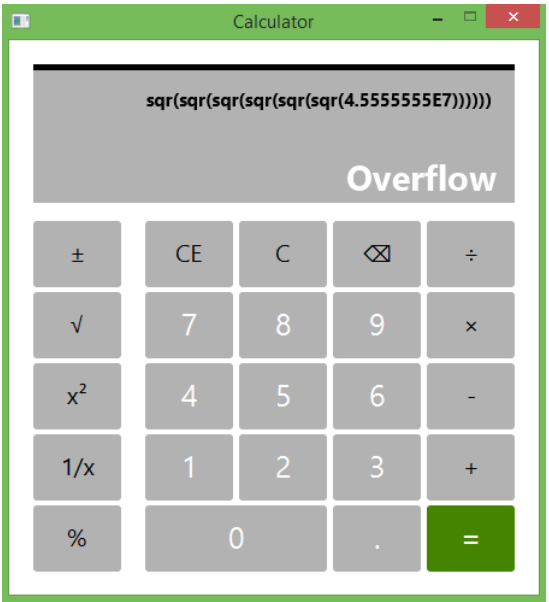 Calculator
sqr(sqr(sqr(sqr(sqr(sqr(4.5555555E7))))))
Overflow
± CE C ⌫ ÷
√ 7 8 9 ×
x² 4 5 6 -
1/x 1 2 3 +
% 0 . =